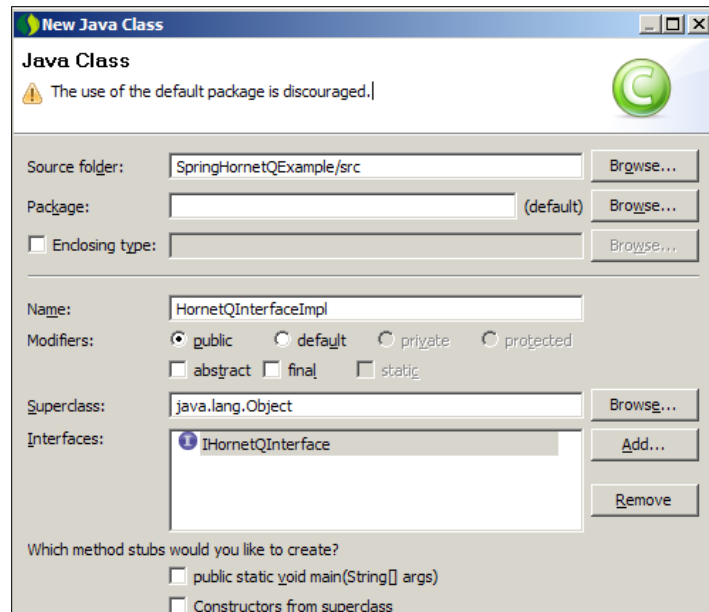 New Java Class
Java Class
The use of the default package is discouraged.
Source folder: SpringHornetQExample/src Browse...
Package: (default) Browse...
Enclosing type: Browse...
Name: HornetQInterfaceImpl
Modifiers: public default private protected
abstract final static
Superclass: java.lang.Object Browse...
Interfaces: IHornetQInterface Add...
Remove
Which method stubs would you like to create?
public static void main(String[] args)
Constructors from superclass